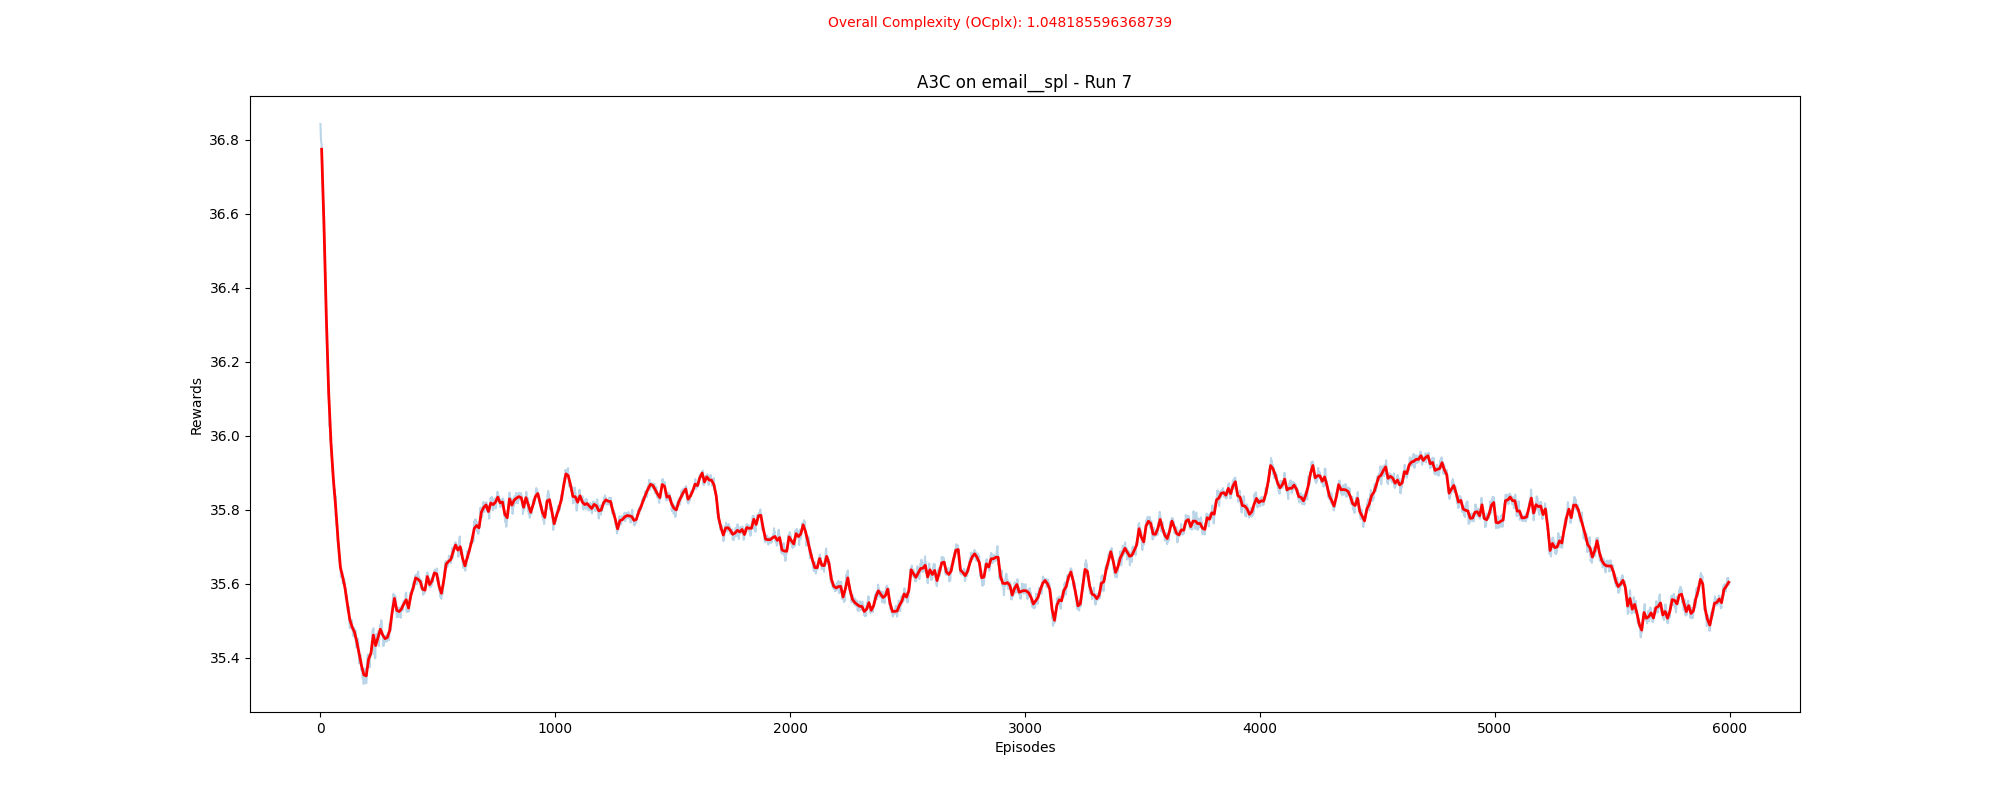 Overall Complexity (OCplx): 1.048185596368739
A3C on email__spl - Run 7
36.8
36.6
36.4
36.2
36.0
35.8
35.6
35.4
Rewards
0 1000 2000 3000 4000 5000 6000
Episodes